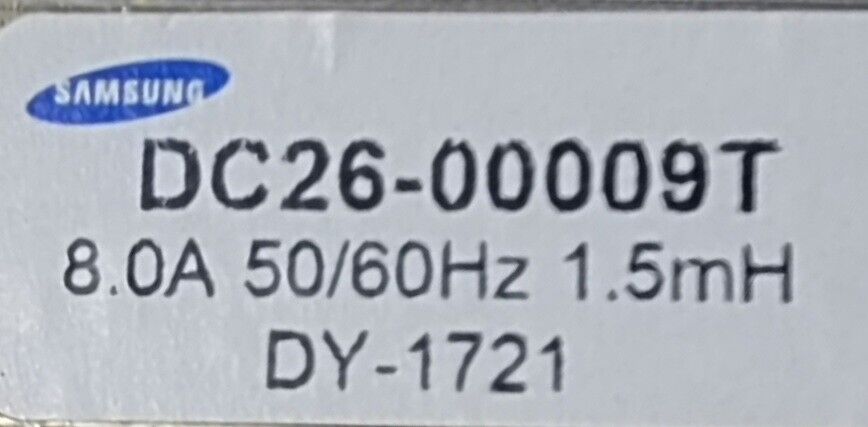 SAMSUNG
DC26-00009T
8.0A 50/60Hz 1.5mH
DY-1721